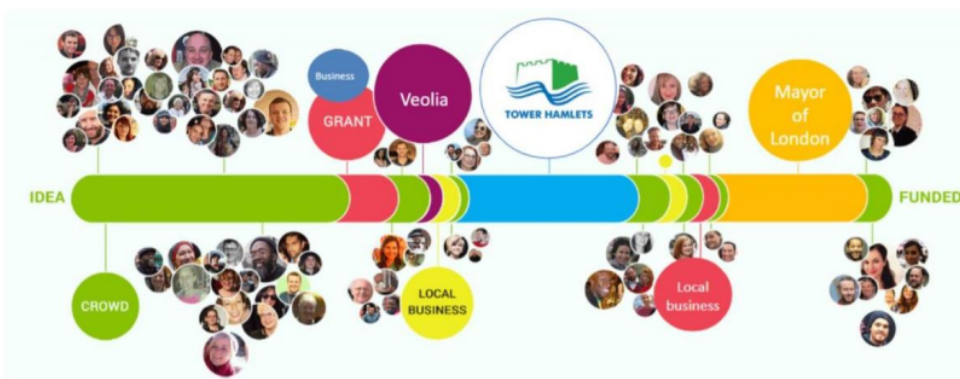 Business
GRANT
Veolia
TOWER HAMLETS
Mayor
of
London
IDEA
FUNDED
CROWD
LOCAL
BUSINESS
Local
business